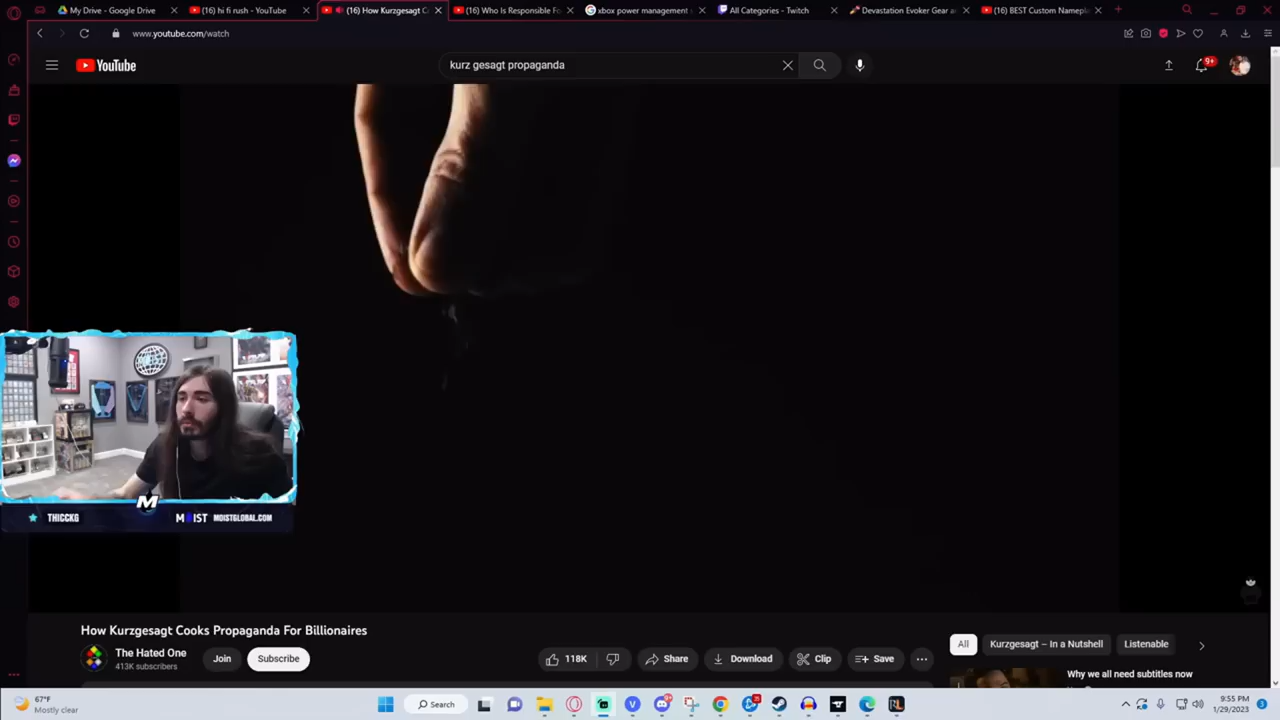 My Drive - Google Drive
(16) hi fi rush - YouTube
(16) How Kurzgesagt C
(16) Who Is Responsible Fo
xbox power management
All Categories - Twitch
Devastation Evoker Gear a
(16) BEST Custom Namepl
www.youtube.com/watch
YouTube
kurz gesagt propaganda
9+
M
THICCKG
MOIST
MOISTGLOBAL.COM
How Kurzgesagt Cooks Propaganda For Billionaires
The Hated One
413K subscribers
Join
Subscribe
118K
Share
Download
Clip
Save
All
Kurzgesagt – In a Nutshell
Listenable
Why we all need subtitles now
67°F
Mostly clear
Search
9:55 PM
1/29/2023